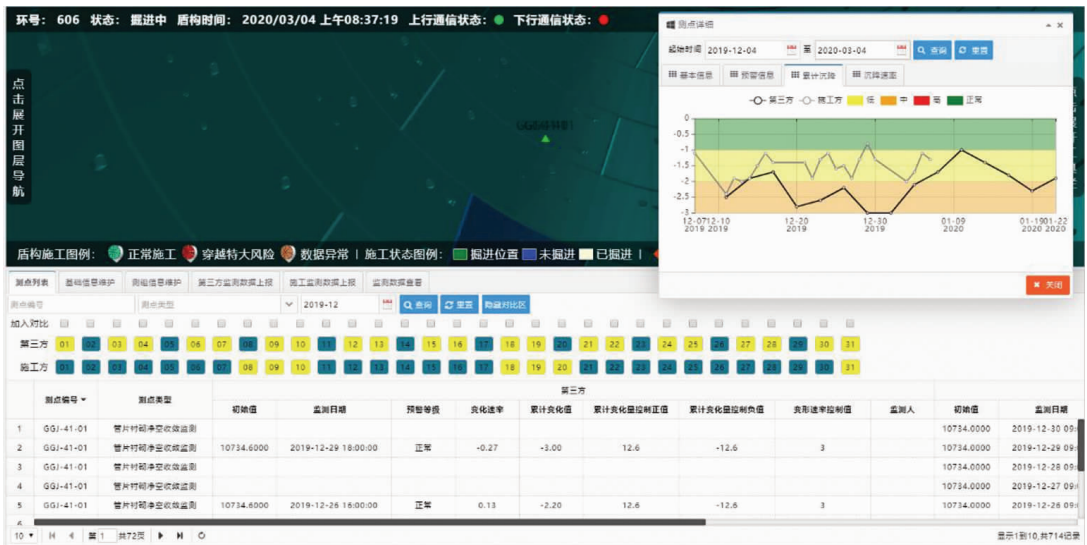 环号： 606 状态： 掘进中 盾构时间： 2020/03/04 上午08:37:19 上行通信状态： 下行通信状态：
点击展开图层导航
盾构施工图例： 正常施工 穿越特大风险 数据异常 | 施工状态图例： 掘进位置 未掘进 已掘进 |
测点详细
起始时间 2019-12-04 至 2020-03-04 查询 重置
基本信息 预警信息 累计沉降 沉降速率
第三方 施工方 低 中 高 正常
0
-0.5
-1
-1.5
-2
-2.5
-3
12-07 12-10 12-20 12-30 01-09 01-19 01-22
2019 2019 2019 2019 2020 2020 2020
关闭
测点列表 基础信息维护 测组信息维护 第三方监测数据上报 施工监测数据上报 监测数据查看
测点编号 测点类型 2019-12 查询 重置 隐藏对比区
加入对比
第三方 01 02 03 04 05 06 07 08 09 10 11 12 13 14 15 16 17 18 19 20 21 22 23 24 25 26 27 28 29 30 31
施工方 01 02 03 04 05 06 07 08 09 10 11 12 13 14 15 16 17 18 19 20 21 22 23 24 25 26 27 28 29 30 31
第三方
测点编号 测点类型 初始值 监测日期 预警等级 变化速率 累计变化值 累计变化量控制正值 累计变化量控制负值 变形速率控制值 监测人 初始值 监测日期
1 GGJ-41-01 管片衬砌净空收敛监测 10734.0000 2019-12-30 09:
2 GGJ-41-01 管片衬砌净空收敛监测 10734.6000 2019-12-29 18:00:00 正常 -0.27 -3.00 12.6 -12.6 3 10734.0000 2019-12-29 09:
3 GGJ-41-01 管片衬砌净空收敛监测 10734.0000 2019-12-28 09:
4 GGJ-41-01 管片衬砌净空收敛监测 10734.0000 2019-12-27 09:
5 GGJ-41-01 管片衬砌净空收敛监测 10734.6000 2019-12-26 16:00:00 正常 0.13 -2.20 12.6 -12.6 3 10734.0000 2019-12-26 09:
6
10 第 1 共72页 显示1到10,共714记录